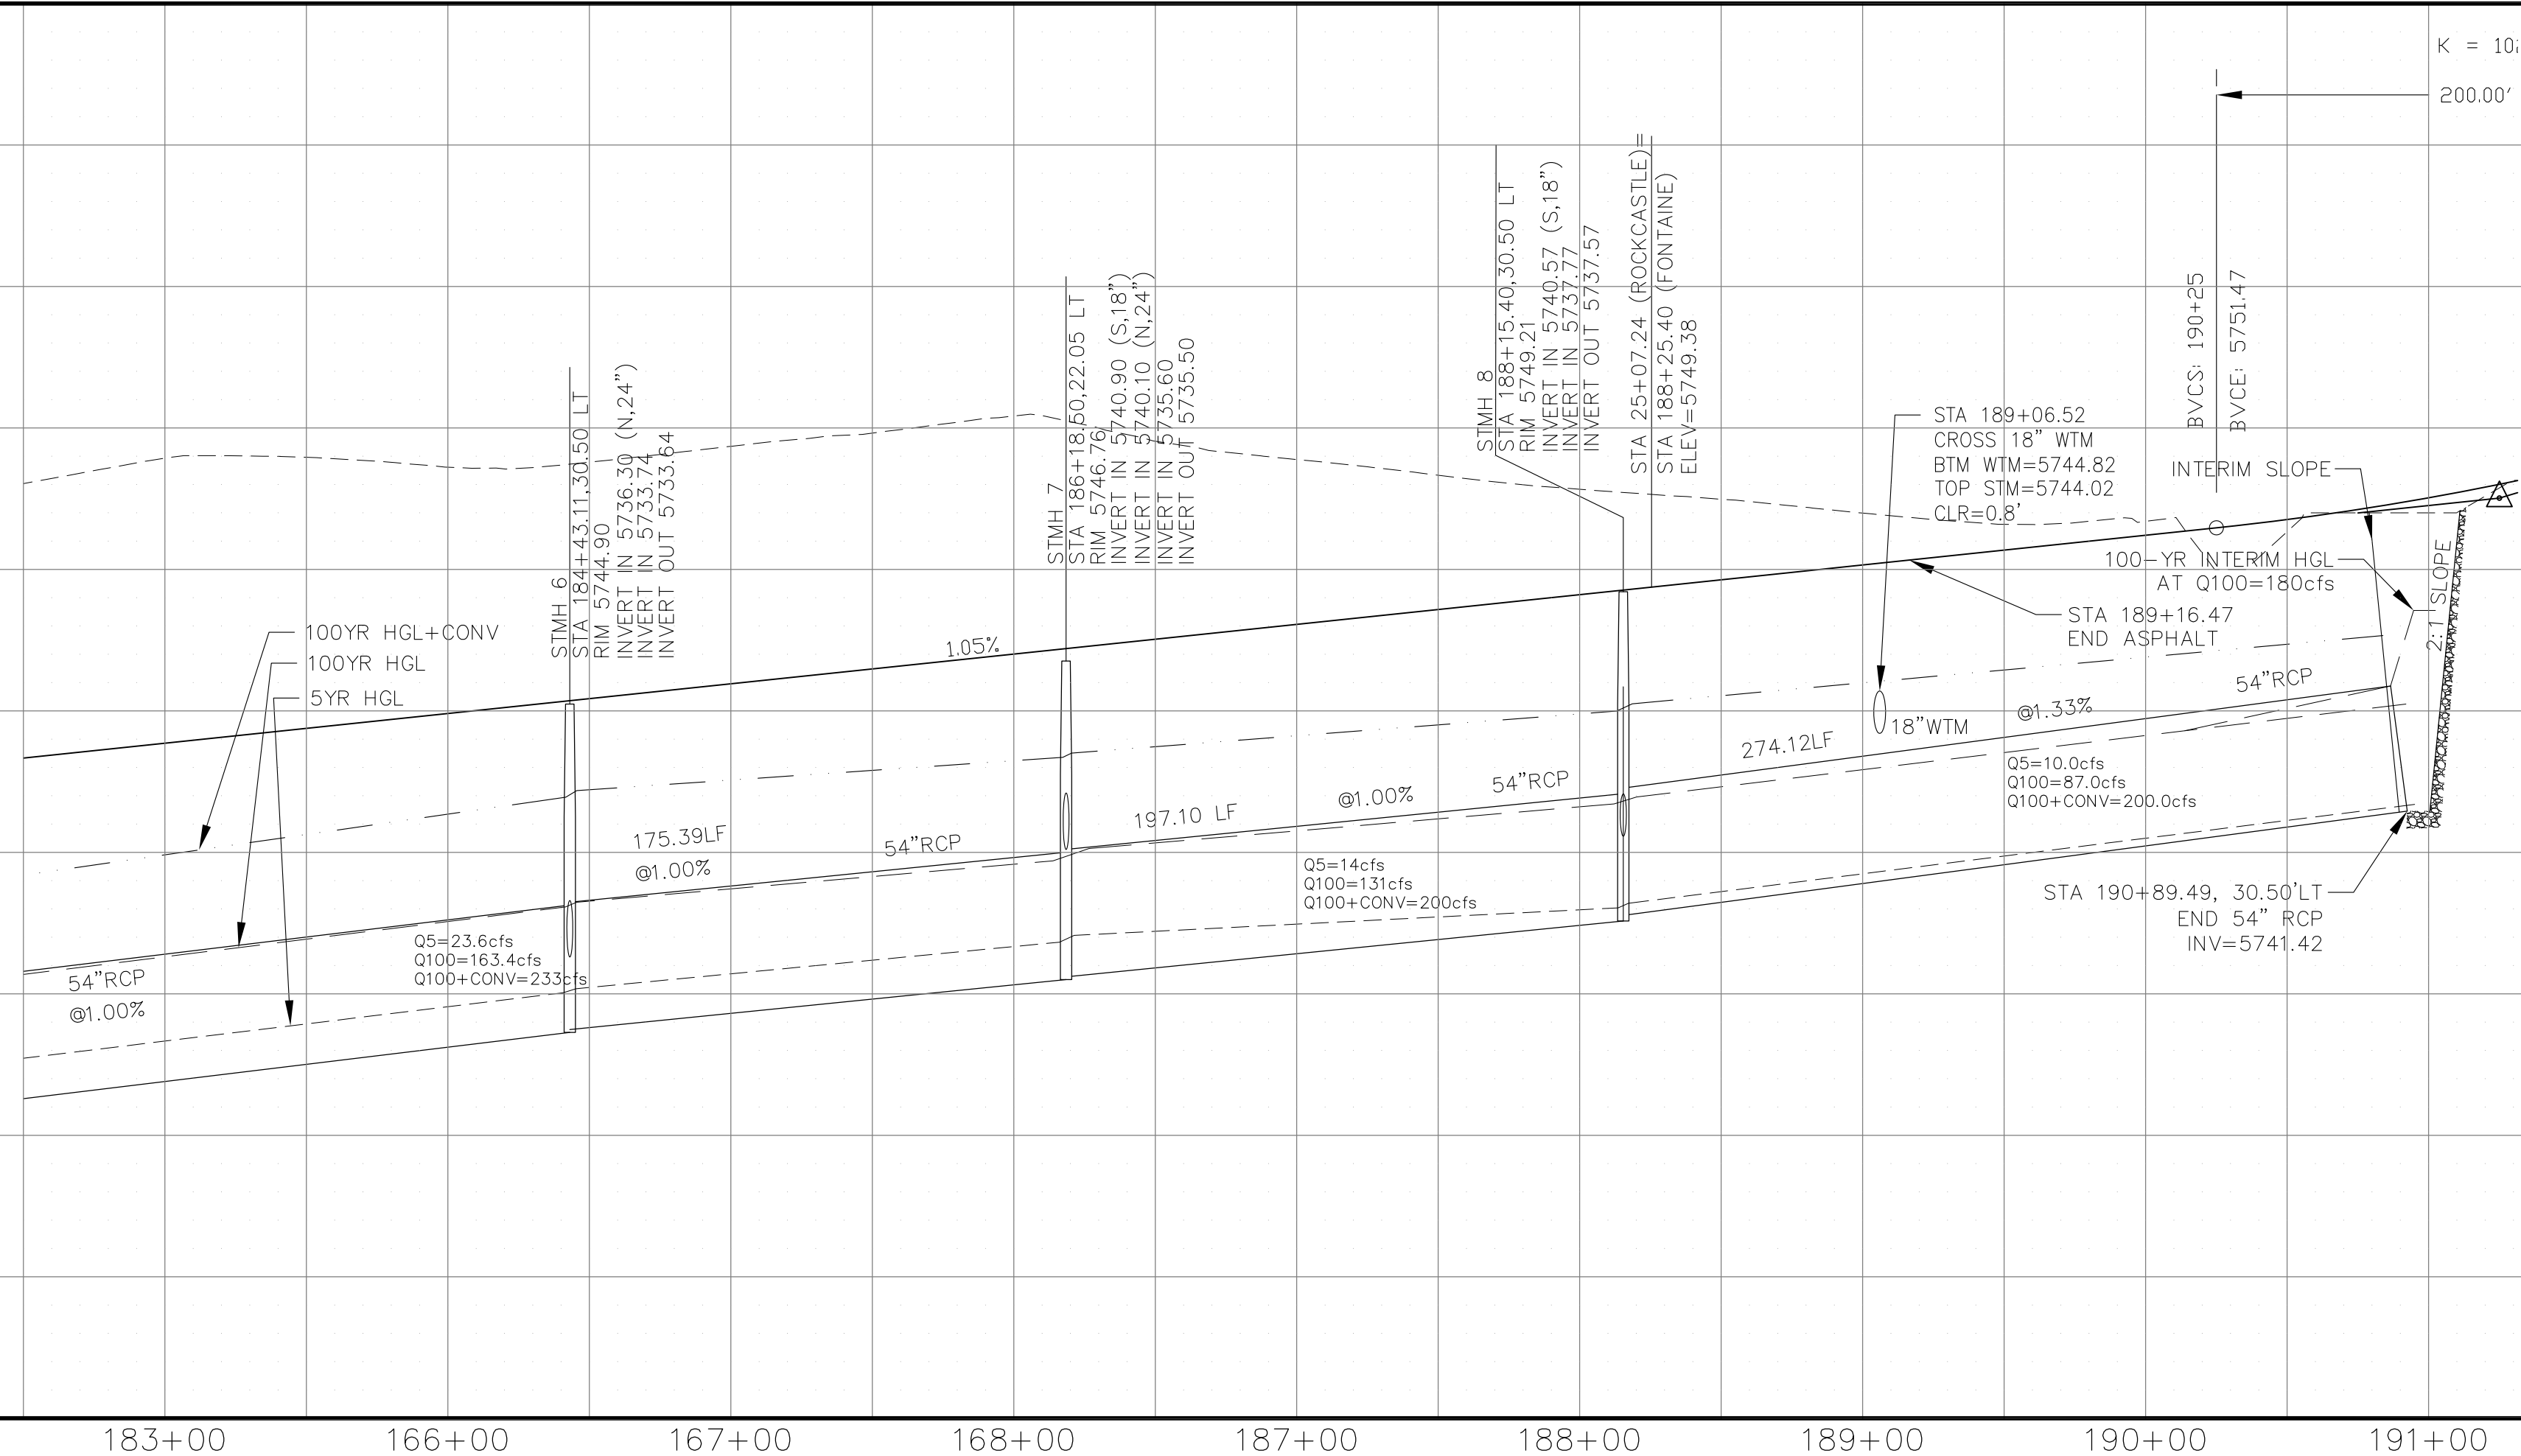 K = 10
200.00'
BVCS: 190+25
BVCE: 5751.47
STMH 6
STA 184+43.11,30.50 LT
RIM 5744.90
INVERT IN 5736.30 (N,24")
INVERT IN 5733.74
INVERT OUT 5733.64
STMH 7
STA 186+18.50,22.05 LT
RIM 5746.76
INVERT IN 5740.90 (S,18")
INVERT IN 5740.10 (N,24")
INVERT IN 5735.60
INVERT OUT 5735.50
STMH 8
STA 188+15.40,30.50 LT
RIM 5749.21
INVERT IN 5740.57 (S,18")
INVERT IN 5737.77
INVERT OUT 5737.57
STA 25+07.24 (ROCKCASTLE)=
STA 188+25.40 (FONTAINE)
ELEV=5749.38
STA 189+06.52
CROSS 18" WTM
BTM WTM=5744.82
TOP STM=5744.02
CLR=0.8'
INTERIM SLOPE
100-YR INTERIM HGL
AT Q100=180cfs
2:1 SLOPE
STA 189+16.47
END ASPHALT
100YR HGL+CONV
100YR HGL
5YR HGL
1.05%
54"RCP
@1.00%
Q5=23.6cfs
Q100=163.4cfs
Q100+CONV=233cfs
175.39LF
@1.00%
54"RCP
197.10 LF
@1.00%
54"RCP
Q5=14cfs
Q100=131cfs
Q100+CONV=200cfs
18"WTM
274.12LF
@1.33%
54"RCP
Q5=10.0cfs
Q100=87.0cfs
Q100+CONV=200.0cfs
STA 190+89.49, 30.50'LT
END 54" RCP
INV=5741.42
183+00
166+00
167+00
168+00
187+00
188+00
189+00
190+00
191+00